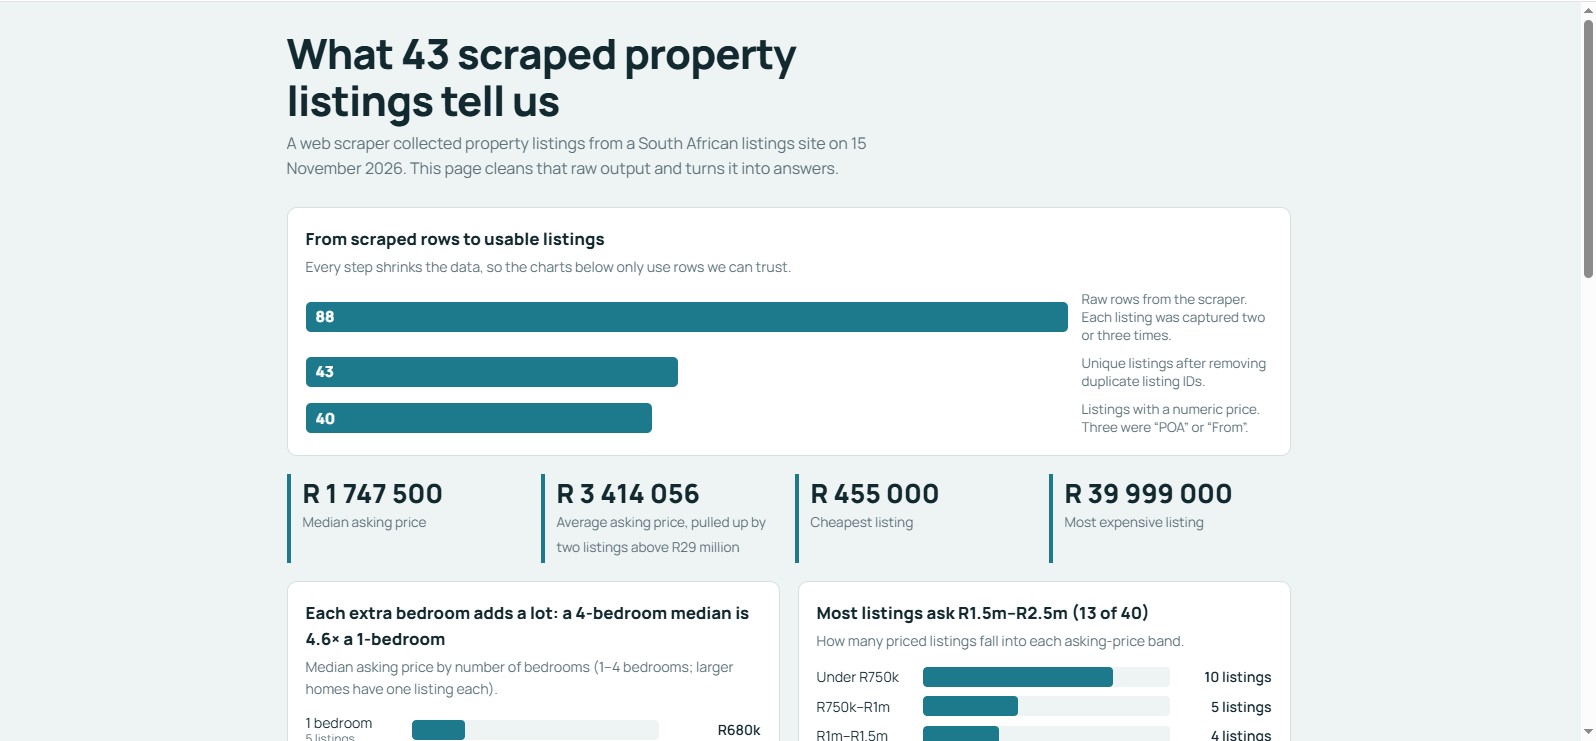 What 43 scraped property
listings tell us
A web scraper collected property listings from a South African listings site on 15
November 2026. This page cleans that raw output and turns it into answers.
From scraped rows to usable listings
Every step shrinks the data, so the charts below only use rows we can trust.
88
Raw rows from the scraper.
Each listing was captured two
or three times.
43
Unique listings after removing
duplicate listing IDs.
40
Listings with a numeric price.
Three were “POA” or “From”.
R 1 747 500
Median asking price
R 3 414 056
Average asking price, pulled up by
two listings above R29 million
R 455 000
Cheapest listing
R 39 999 000
Most expensive listing
Each extra bedroom adds a lot: a 4-bedroom median is
4.6× a 1-bedroom
Median asking price by number of bedrooms (1–4 bedrooms; larger
homes have one listing each).
1 bedroom
5 listings
R680k
Most listings ask R1.5m–R2.5m (13 of 40)
How many priced listings fall into each asking-price band.
Under R750k
10 listings
R750k–R1m
5 listings
R1m–R1.5m
4 listings